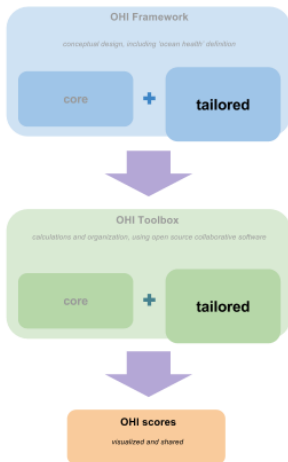 OHI Framework
conceptual design, including 'ocean health' definition
core + tailored
OHI Toolbox
calculations and organization, using open source collaborative software
core + tailored
OHI scores
visualized and shared